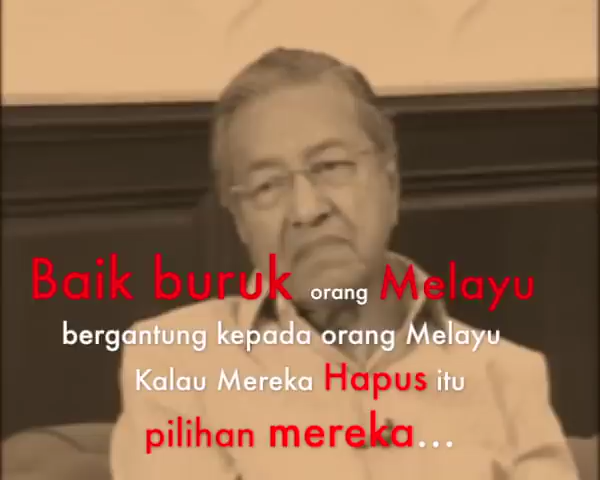 Baik buruk orang Melayu
bergantung kepada orang Melayu
Kalau Mereka Hapus itu
pilihan mereka...